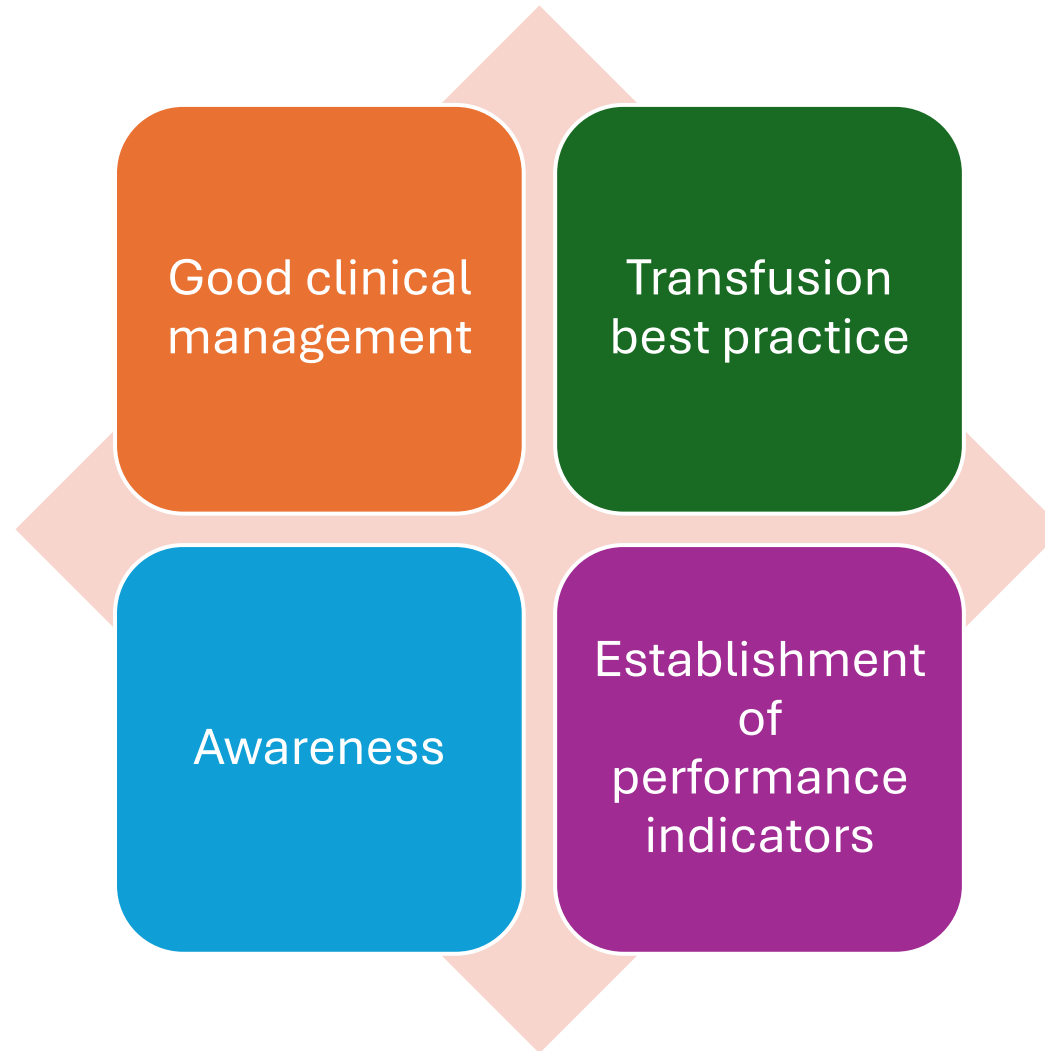 Good clinical
management
Transfusion
best practice
Awareness
Establishment
of
performance
indicators